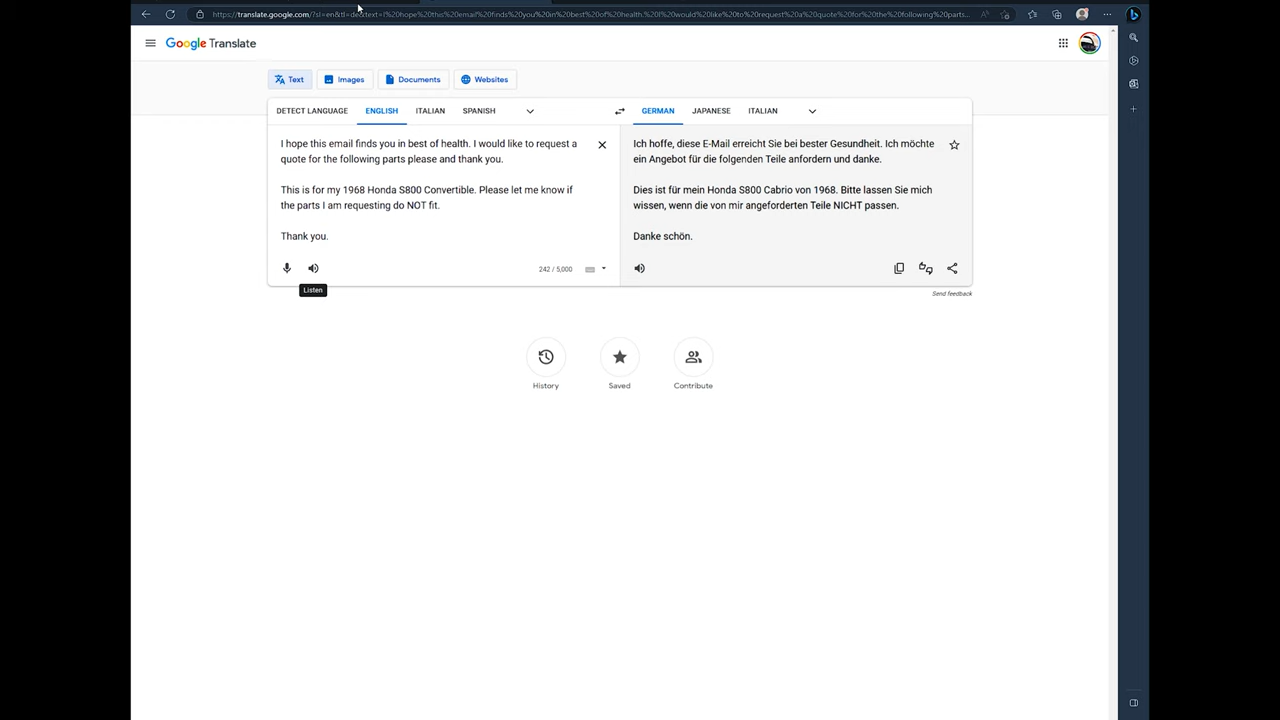 https://translate.google.com/?sl=en&tl=de&text=I%20hope%20this%20email%20finds%20you%20in%20best%20of%20health.%20I%20would%20like%20to%20request%20a%20quote%20for%20the%20following%20parts...
Google Translate
Text Images Documents Websites
DETECT LANGUAGE ENGLISH ITALIAN SPANISH GERMAN JAPANESE ITALIAN
I hope this email finds you in best of health. I would like to request a
quote for the following parts please and thank you.
This is for my 1968 Honda S800 Convertible. Please let me know if
the parts I am requesting do NOT fit.
Thank you.
242 / 5,000
Listen
Ich hoffe, diese E-Mail erreicht Sie bei bester Gesundheit. Ich möchte
ein Angebot für die folgenden Teile anfordern und danke.
Dies ist für mein Honda S800 Cabrio von 1968. Bitte lassen Sie mich
wissen, wenn die von mir angeforderten Teile NICHT passen.
Danke schön.
Send feedback
History Saved Contribute